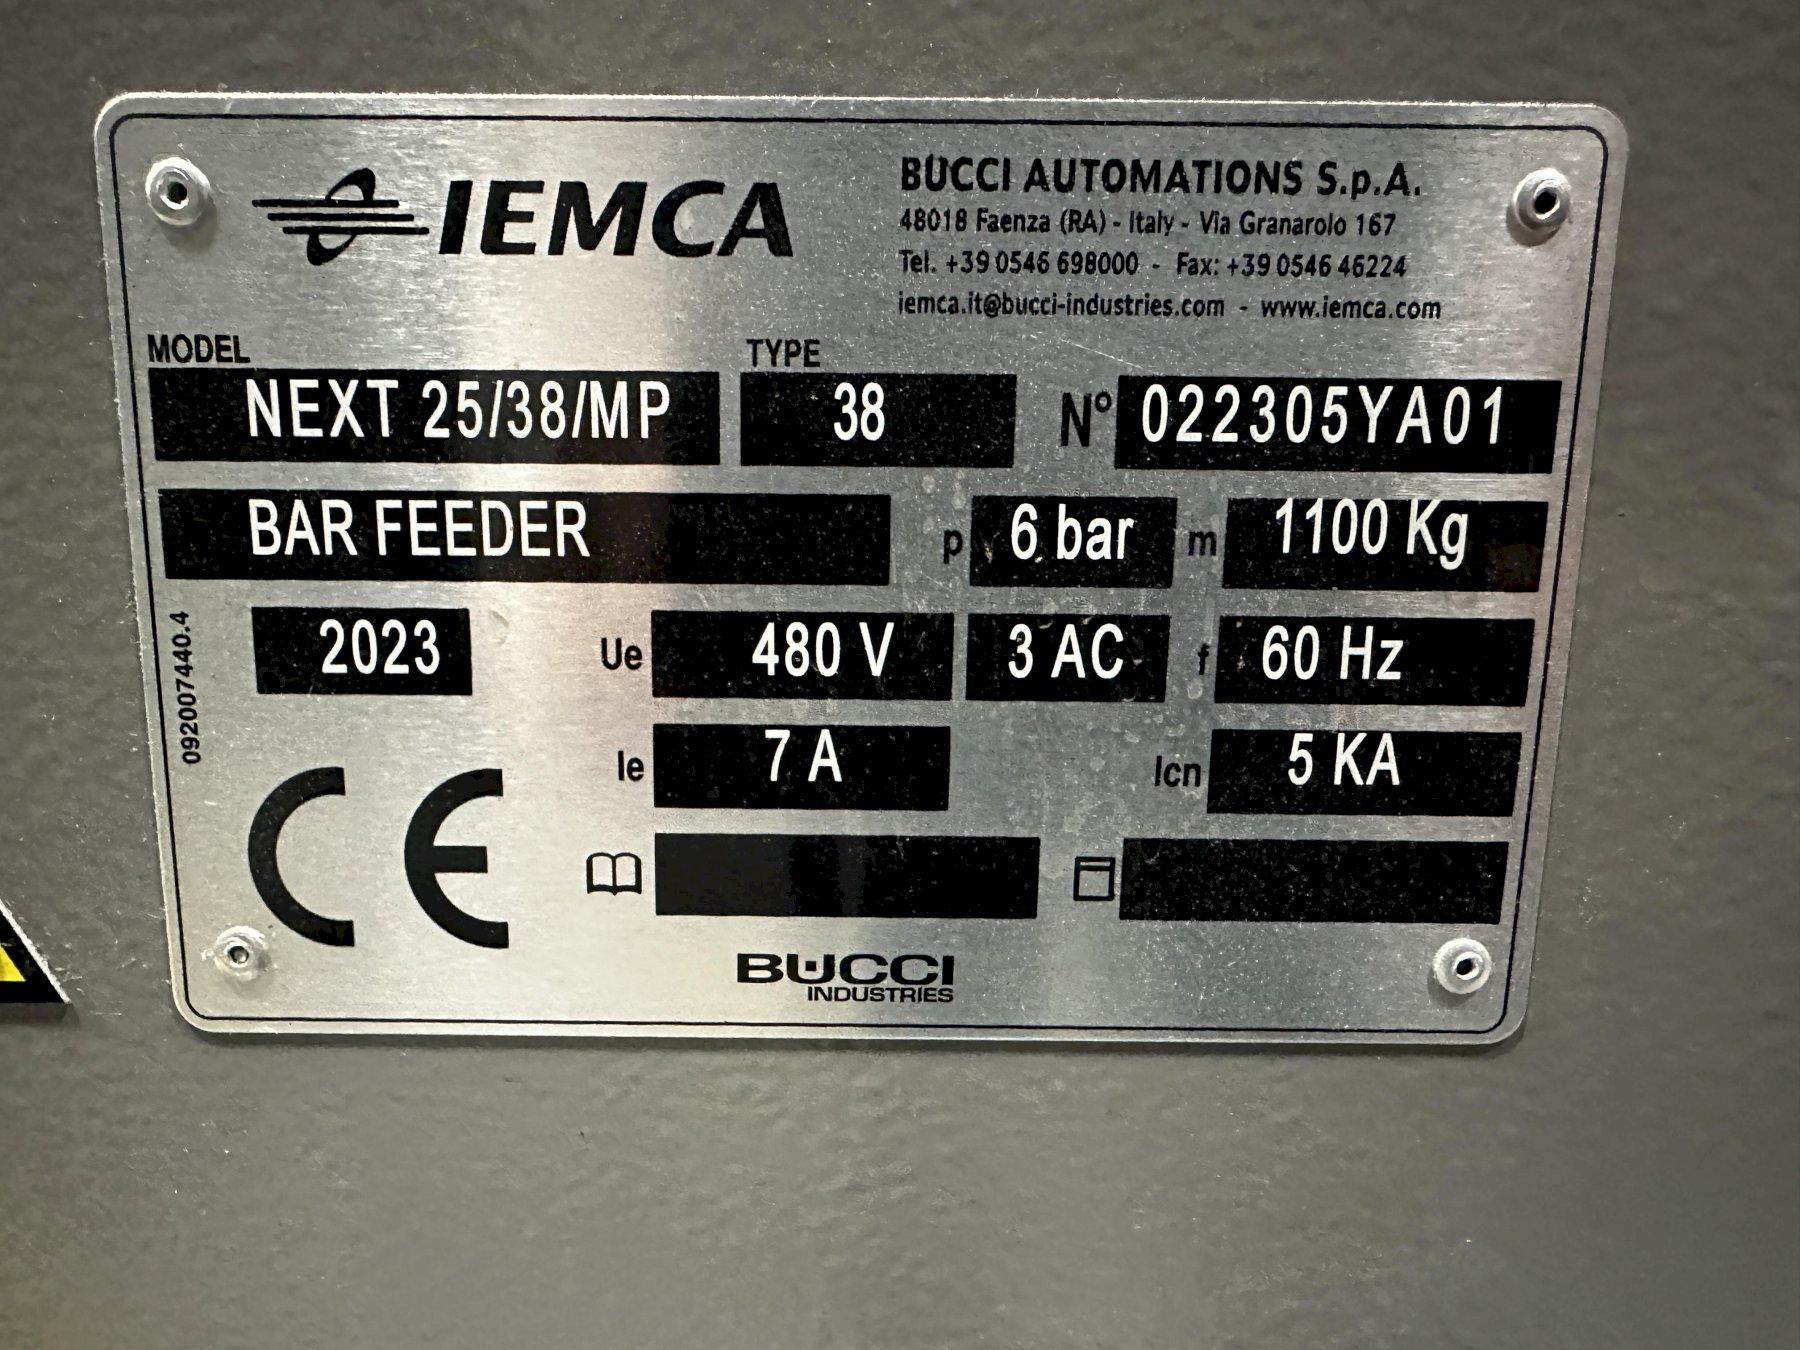 IEMCA
BUCCI AUTOMATIONS S.p.A.
48018 Faenza (RA) - Italy - Via Granarolo 167
Tel. +39 0546 698000 - Fax: +39 0546 46224
iemca.it@bucci-industries.com - www.iemca.com
MODEL TYPE
NEXT 25/38/MP 38 N° 022305YA01
BAR FEEDER p 6 bar m 1100 Kg
2023 Ue 480 V 3 AC f 60 Hz
Ie 7 A Icn 5 KA
092007440.4
CE
BUCCI
INDUSTRIES